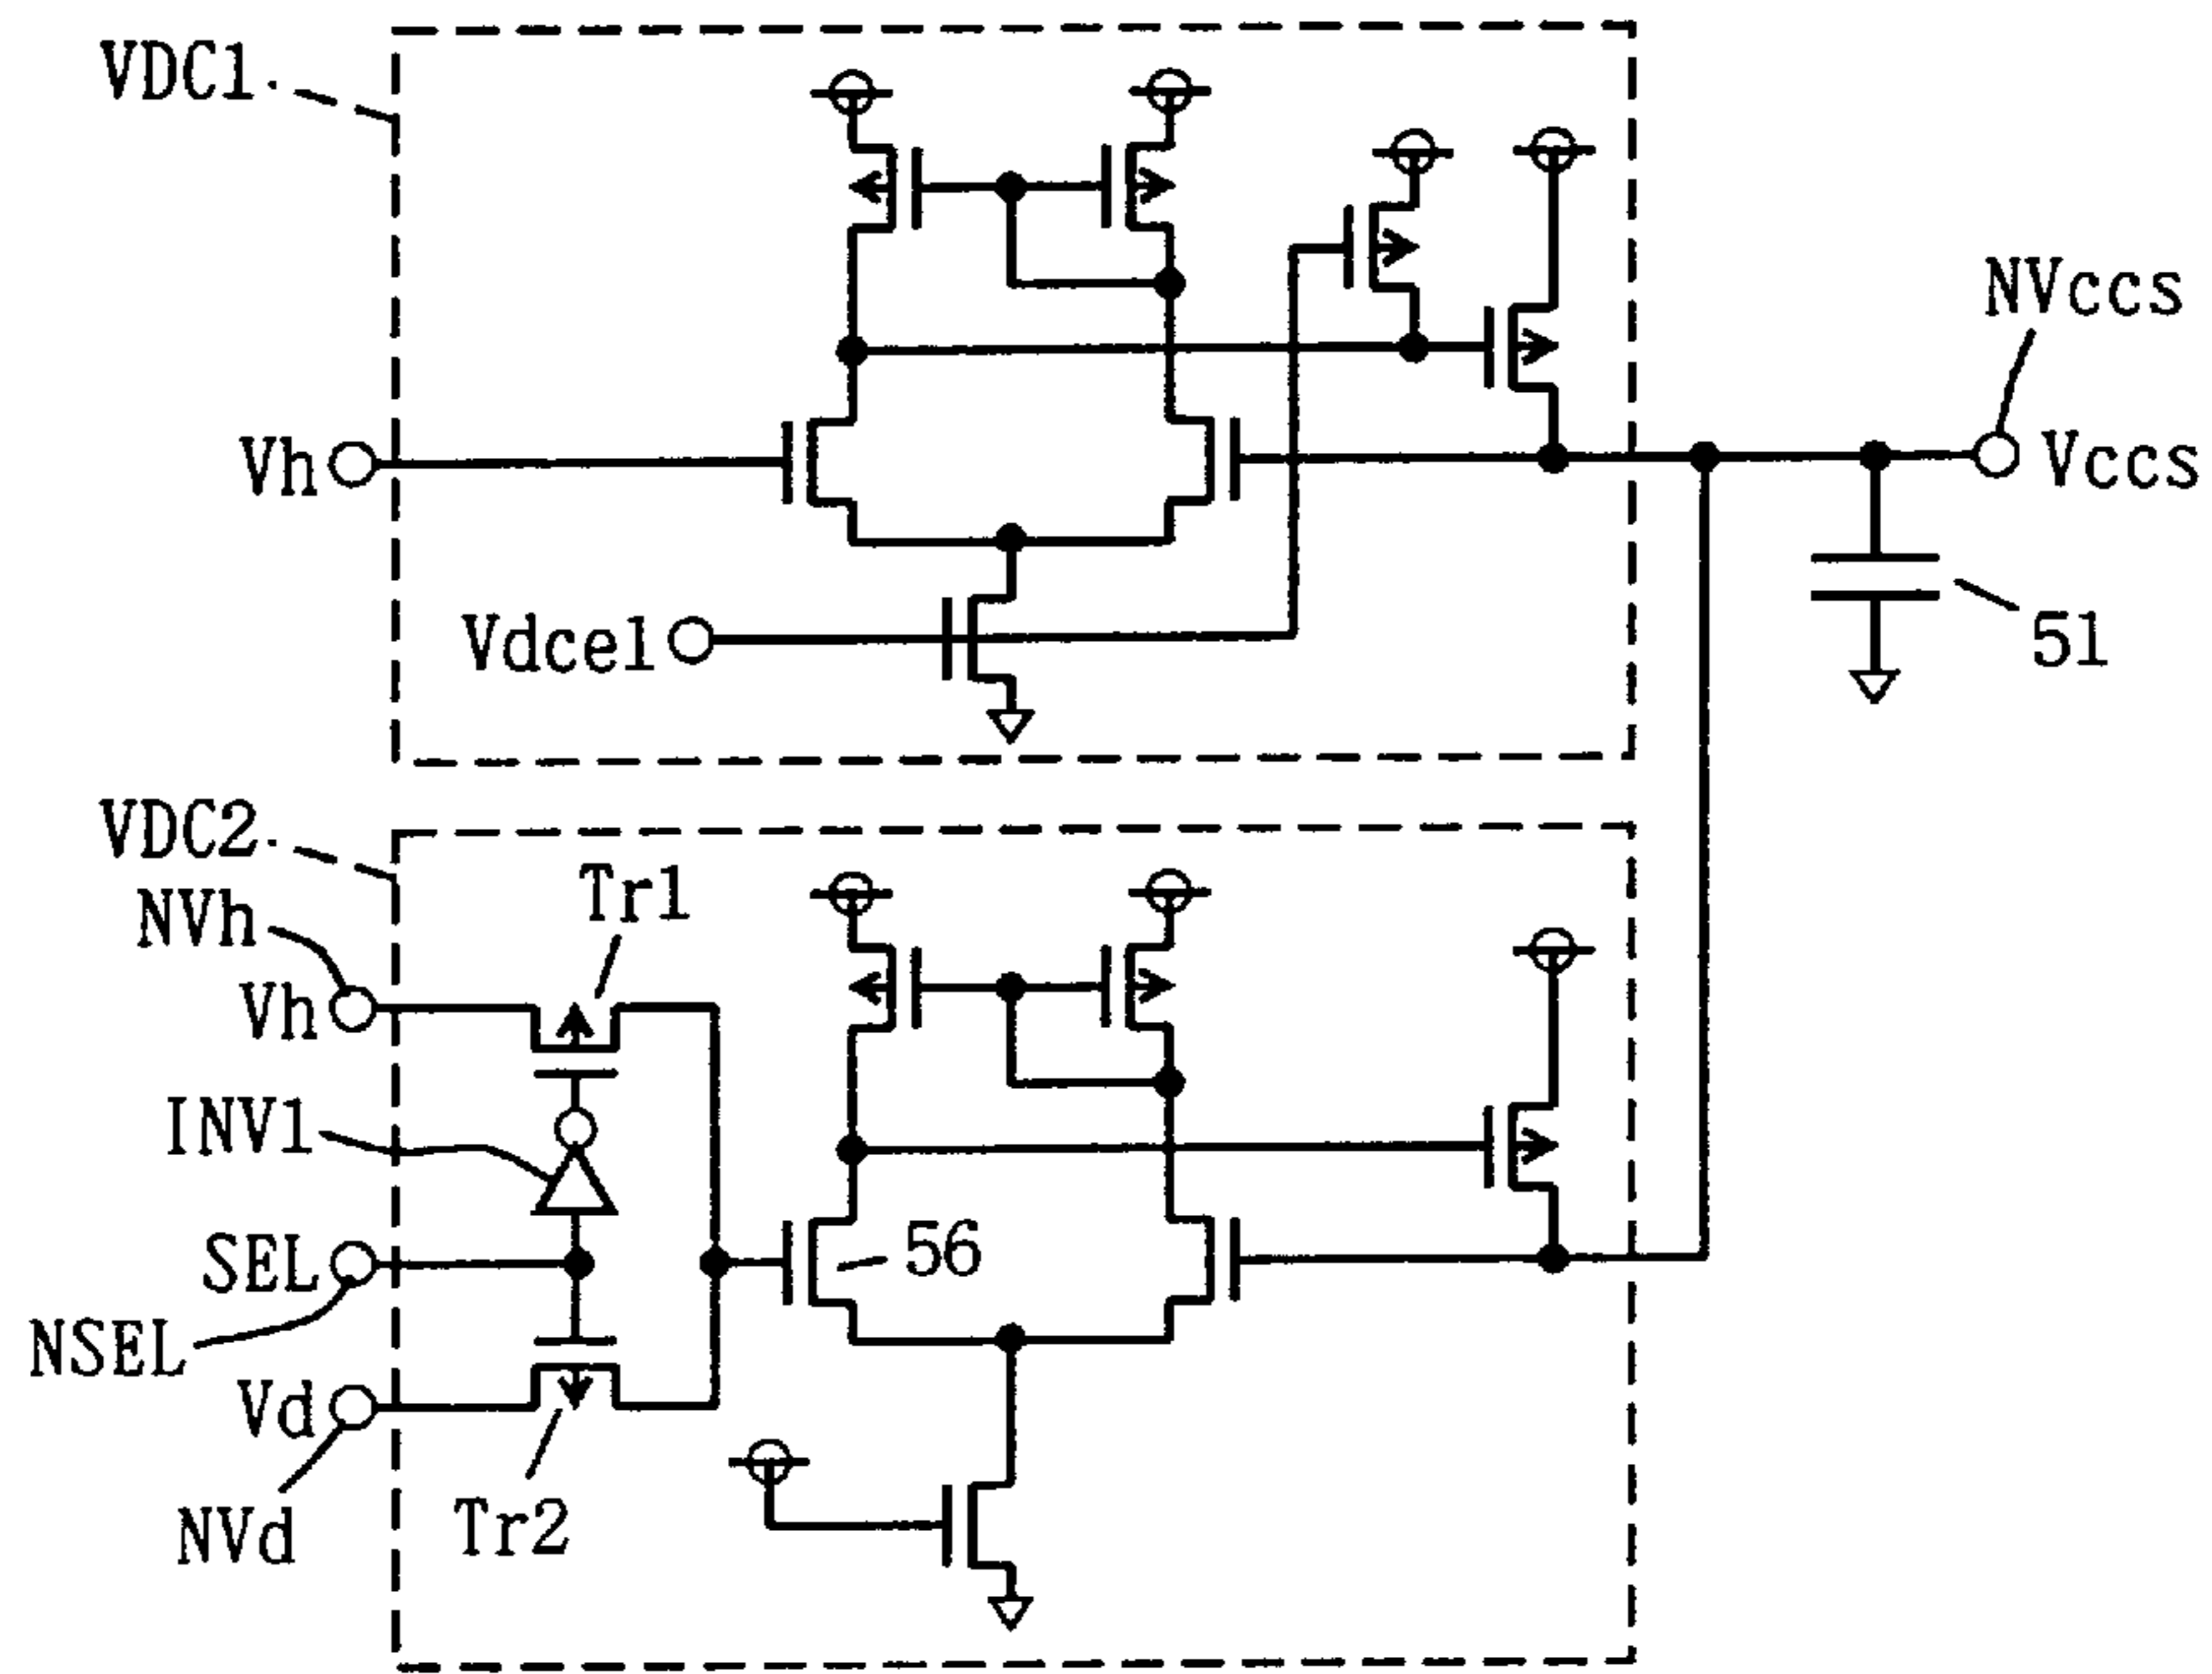 VDC1
NVccs
Vh
Vccs
Vdce1
51
VDC2
Tr1
NVh
Vh
INV1
SEL
56
NSEL
Vd
Tr2
NVd